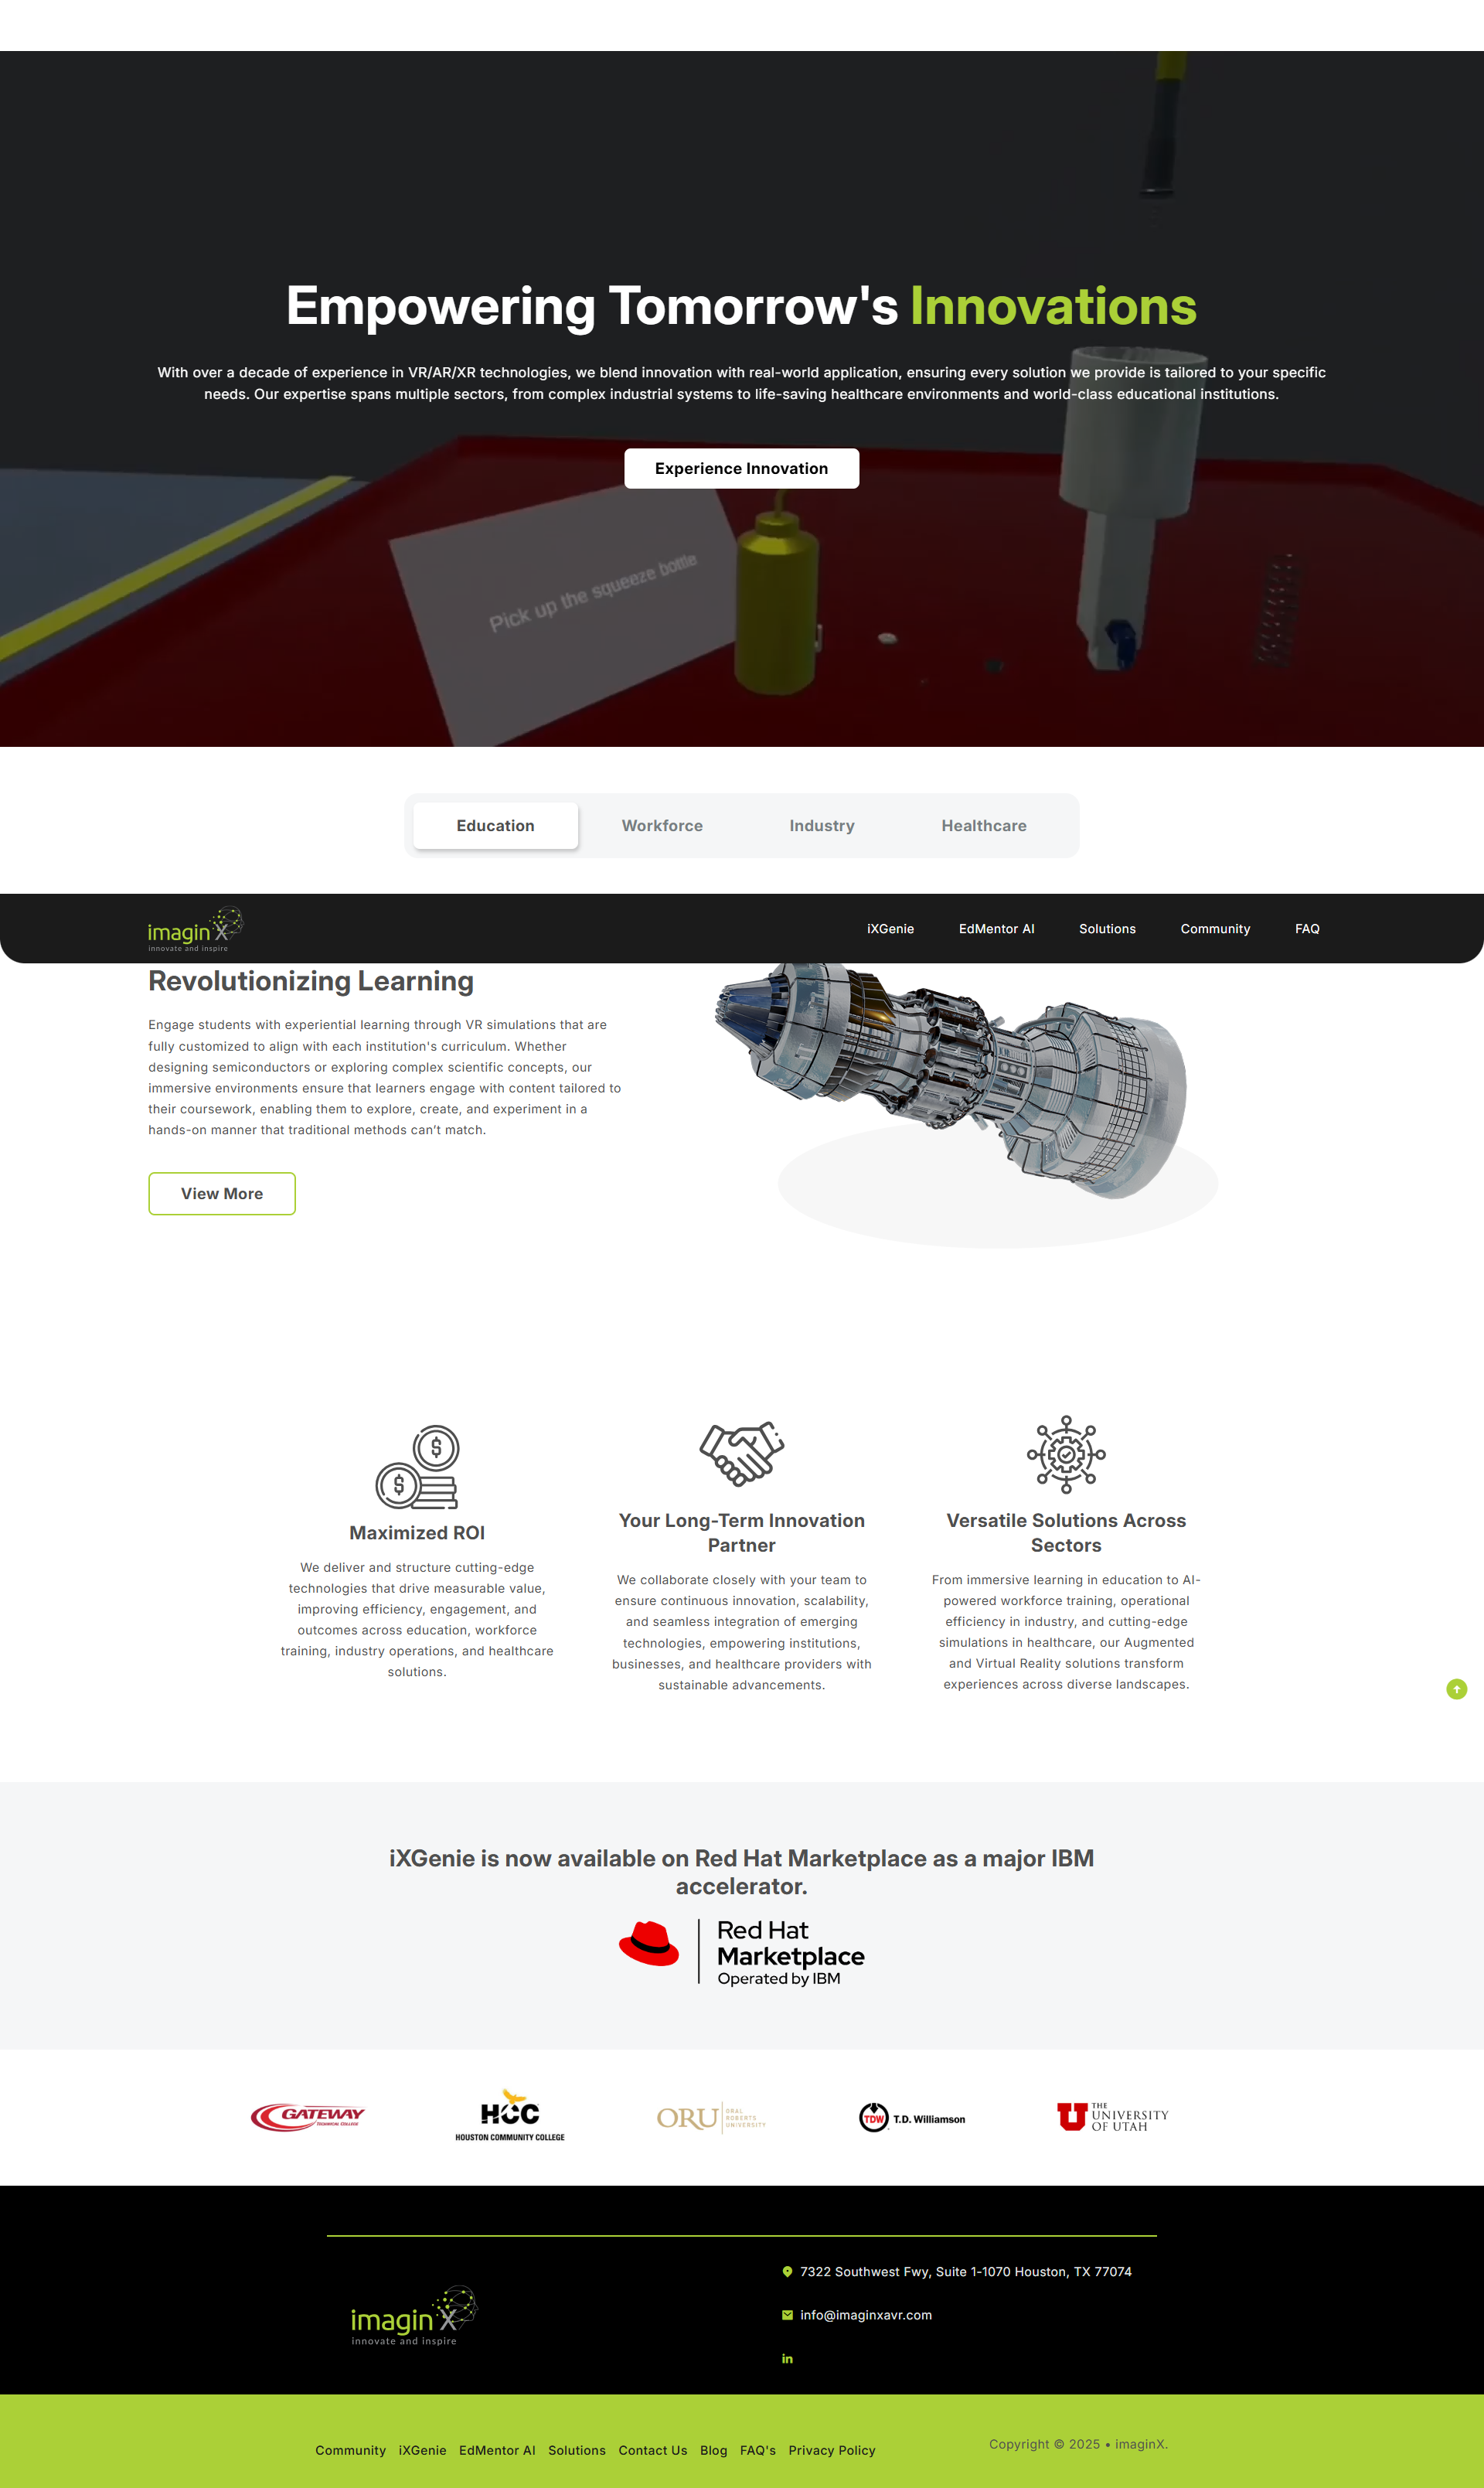 Empowering Tomorrow's Innovations
With over a decade of experience in VR/AR/XR technologies, we blend innovation with real-world application, ensuring every solution we provide is tailored to your specific
needs. Our expertise spans multiple sectors, from complex industrial systems to life-saving healthcare environments and world-class educational institutions.
Experience Innovation
Pick up the squeeze bottle
Education
Workforce
Industry
Healthcare
imagin X
innovate and inspire
iXGenie
EdMentor AI
Solutions
Community
FAQ
Revolutionizing Learning
Engage students with experiential learning through VR simulations that are
fully customized to align with each institution's curriculum. Whether
designing semiconductors or exploring complex scientific concepts, our
immersive environments ensure that learners engage with content tailored to
their coursework, enabling them to explore, create, and experiment in a
hands-on manner that traditional methods can't match.
View More
Maximized ROI
We deliver and structure cutting-edge
technologies that drive measurable value,
improving efficiency, engagement, and
outcomes across education, workforce
training, industry operations, and healthcare
solutions.
Your Long-Term Innovation
Partner
We collaborate closely with your team to
ensure continuous innovation, scalability,
and seamless integration of emerging
technologies, empowering institutions,
businesses, and healthcare providers with
sustainable advancements.
Versatile Solutions Across
Sectors
From immersive learning in education to AI-
powered workforce training, operational
efficiency in industry, and cutting-edge
simulations in healthcare, our Augmented
and Virtual Reality solutions transform
experiences across diverse landscapes.
iXGenie is now available on Red Hat Marketplace as a major IBM
accelerator.
Red Hat
Marketplace
Operated by IBM
GATEWAY
TECHNICAL COLLEGE
HCC
HOUSTON COMMUNITY COLLEGE
ORU
ORAL
ROBERTS
UNIVERSITY
TDW
T.D. Williamson
U
THE
UNIVERSITY
OF UTAH
7322 Southwest Fwy, Suite 1-1070 Houston, TX 77074
imagin X
innovate and inspire
info@imaginxavr.com
in
Community
iXGenie
EdMentor AI
Solutions
Contact Us
Blog
FAQ's
Privacy Policy
Copyright © 2025 • imaginX.